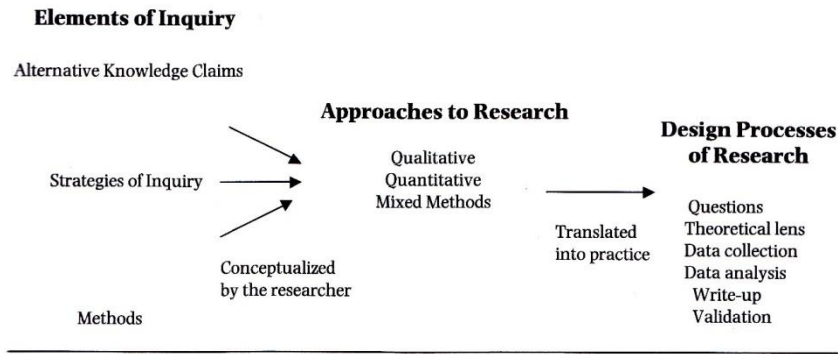 Elements of Inquiry
Alternative Knowledge Claims
Approaches to Research
Design Processes
of Research
Strategies of Inquiry
Qualitative
Quantitative
Mixed Methods
Conceptualized
by the researcher
Translated
into practice
Questions
Theoretical lens
Data collection
Data analysis
Write-up
Validation
Methods